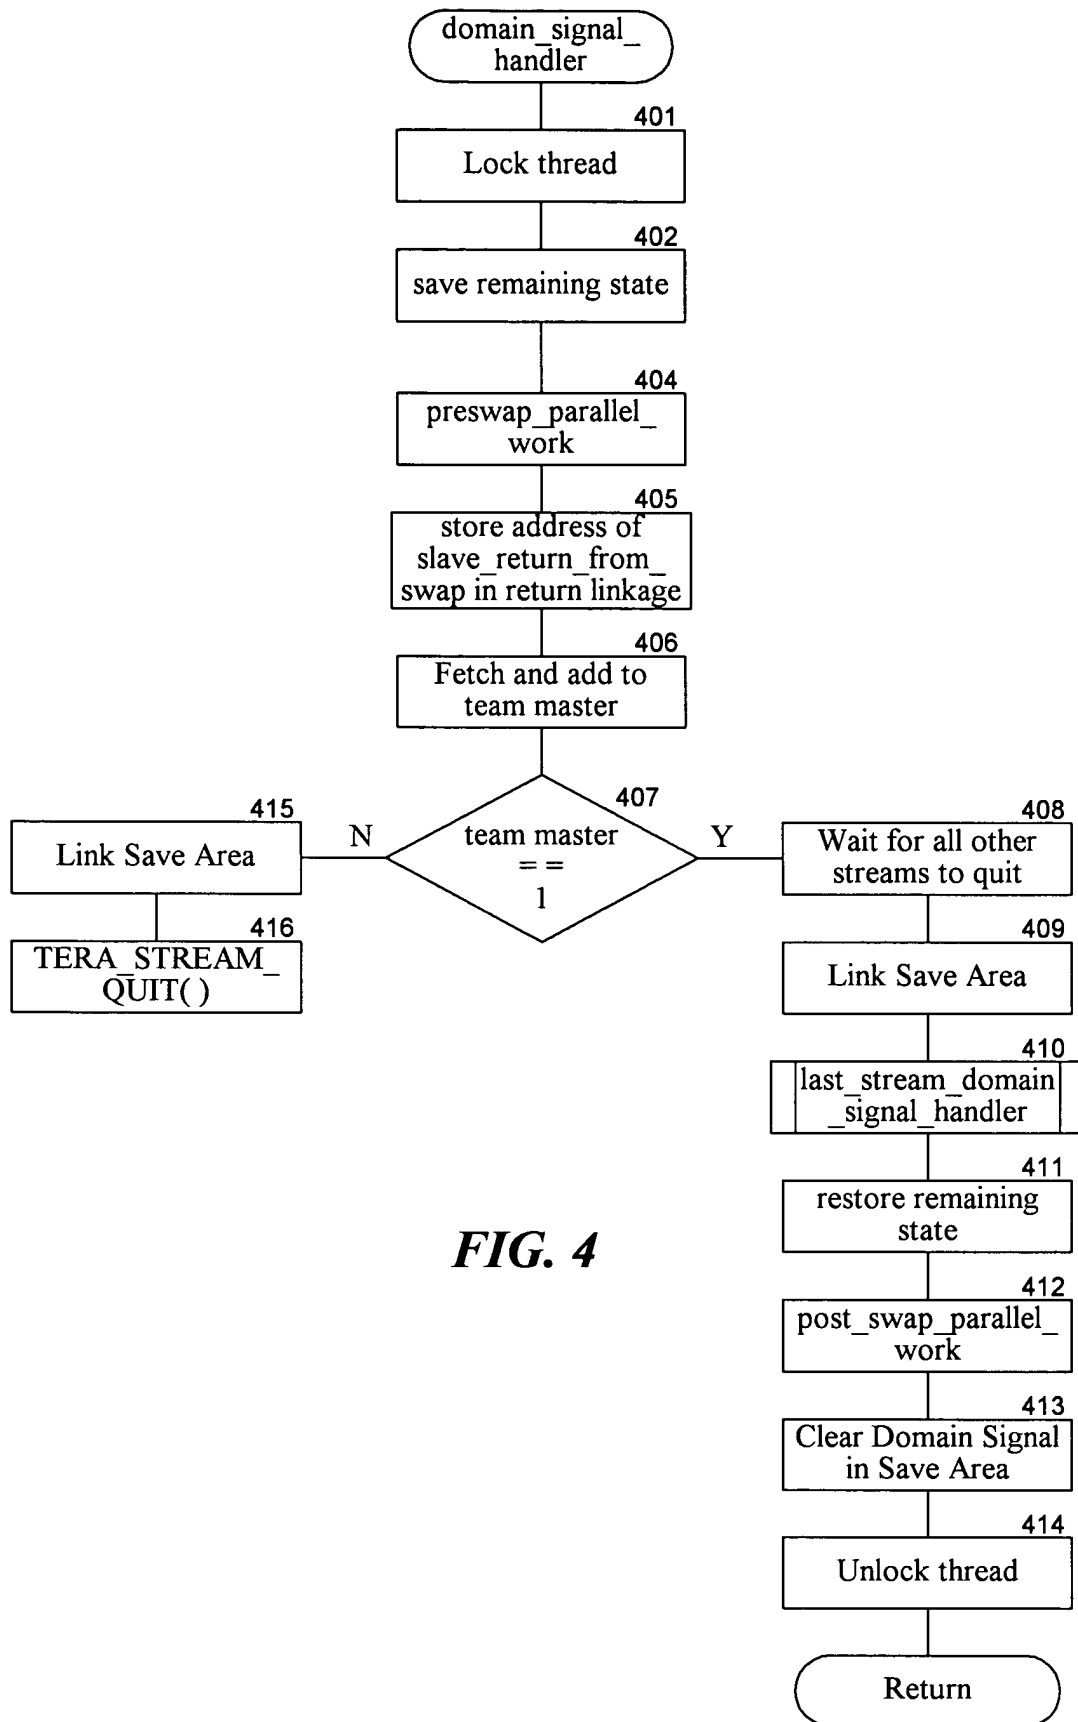 domain_signal_
handler
401
Lock thread
402
save remaining state
404
preswap_parallel_
work
405
store address of
slave_return_from_
swap in return linkage
406
Fetch and add to
team master
407
team master
= =
1
N
Y
415
Link Save Area
416
TERA_STREAM_
QUIT( )
408
Wait for all other
streams to quit
409
Link Save Area
410
last_stream_domain
_signal_handler
411
restore remaining
state
412
post_swap_parallel_
work
413
Clear Domain Signal
in Save Area
414
Unlock thread
Return
FIG. 4